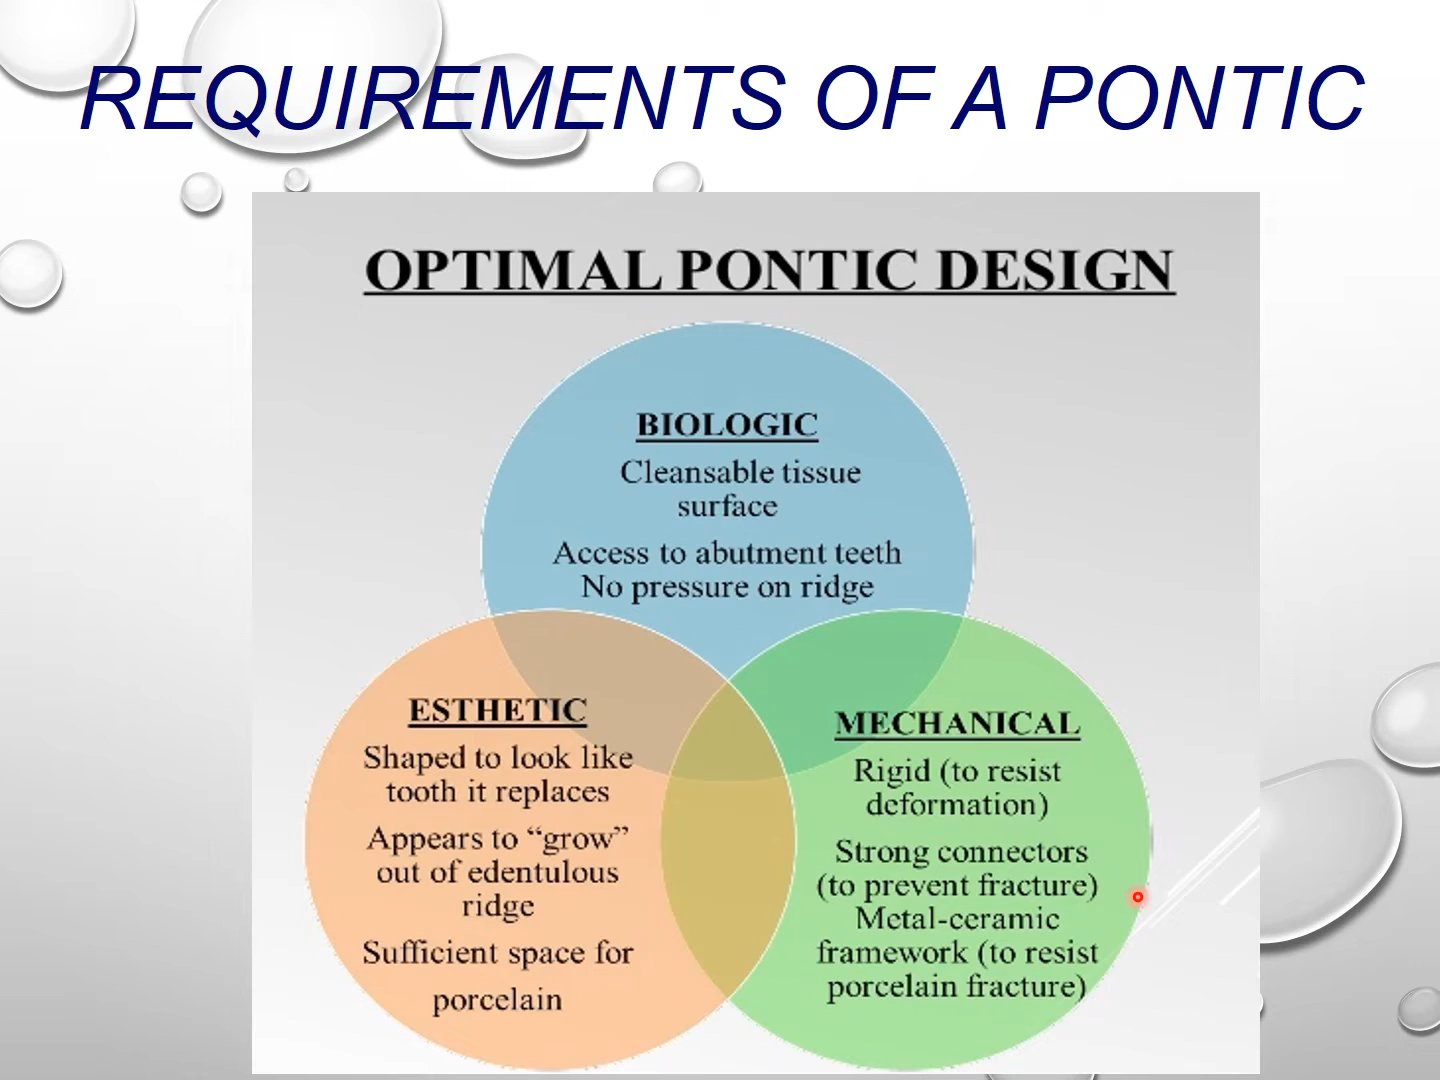 REQUIREMENTS OF A PONTIC
OPTIMAL PONTIC DESIGN
BIOLOGIC
Cleansable tissue
surface
Access to abutment teeth
No pressure on ridge
ESTHETIC
Shaped to look like
tooth it replaces
Appears to “grow”
out of edentulous
ridge
Sufficient space for
porcelain
MECHANICAL
Rigid (to resist
deformation)
Strong connectors
(to prevent fracture)
Metal-ceramic
framework (to resist
porcelain fracture)